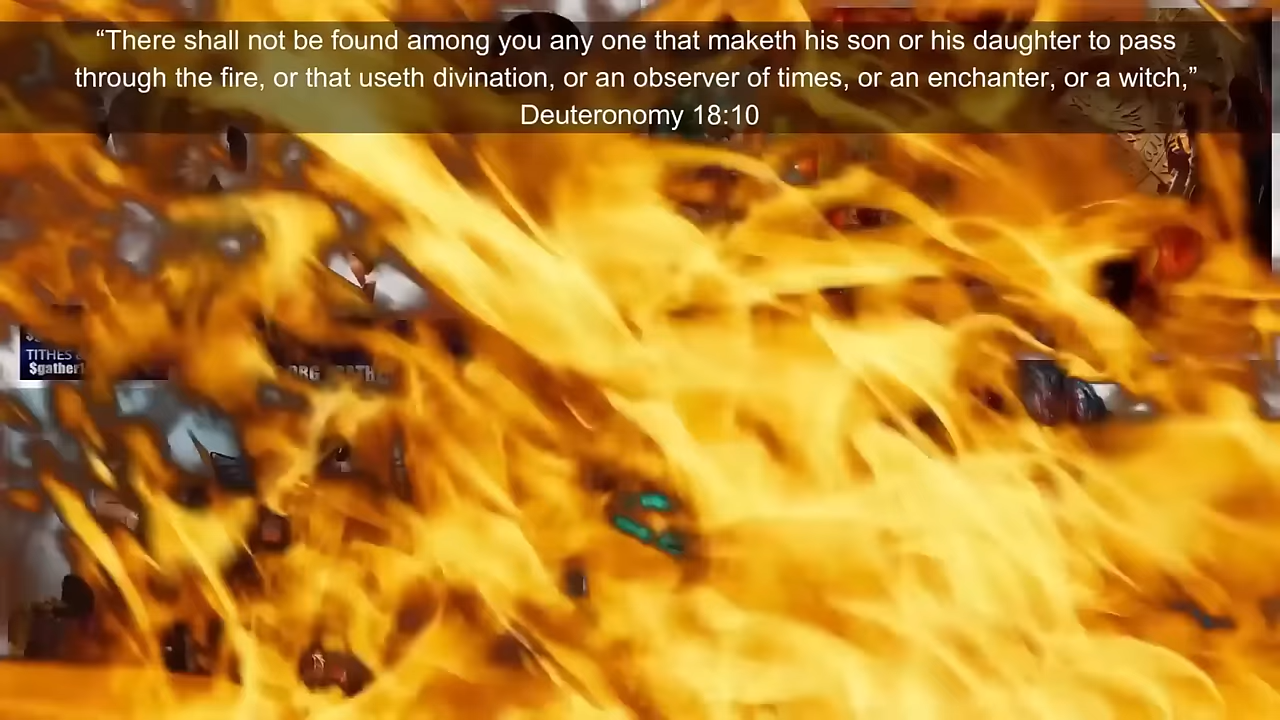 “There shall not be found among you any one that maketh his son or his daughter to pass
through the fire, or that useth divination, or an observer of times, or an enchanter, or a witch,”
Deuteronomy 18:10
TITHES
$gather